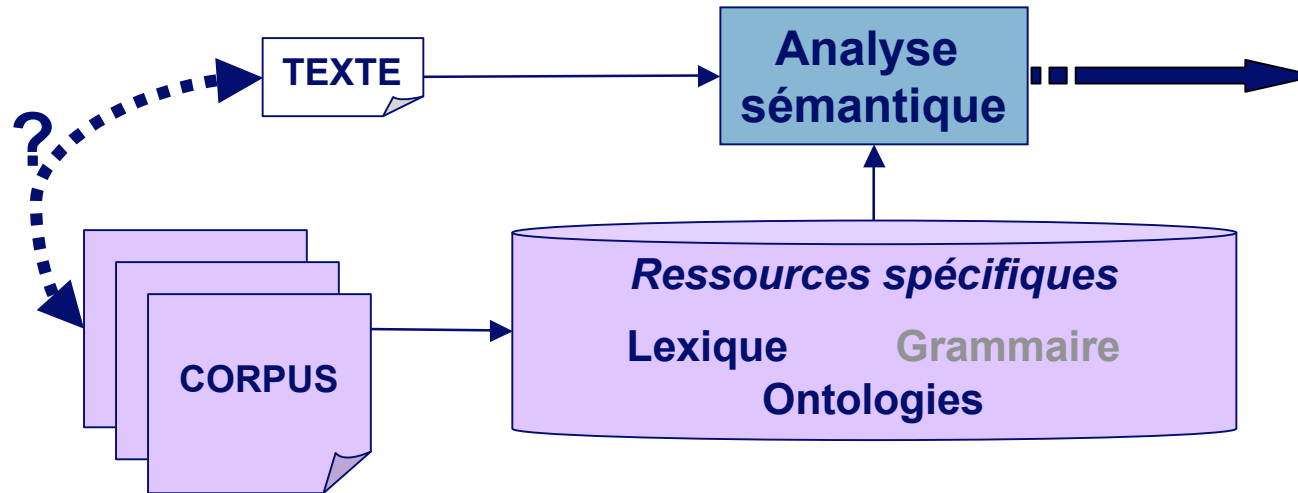 TEXTE
Analyse
sémantique
?
Ressources spécifiques
Lexique Grammaire
Ontologies
CORPUS